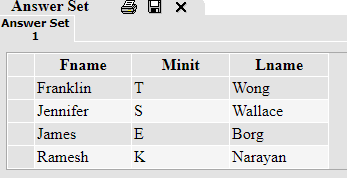 Answer Set
Answer Set
1
Fname Minit Lname
Franklin T Wong
Jennifer S Wallace
James E Borg
Ramesh K Narayan